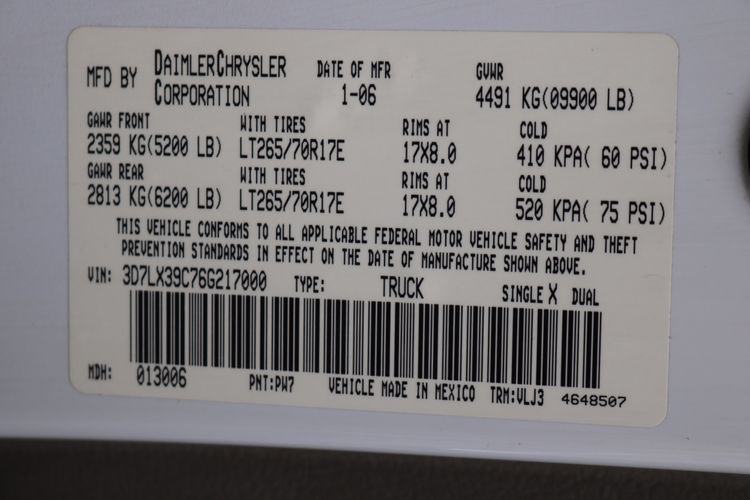 MFD BY DAIMLERCHRYSLER CORPORATION DATE OF MFR 1-06 GVWR 4491 KG(09900 LB)
GAWR FRONT WITH TIRES RIMS AT COLD
2359 KG(5200 LB) LT265/70R17E 17X8.0 410 KPA( 60 PSI)
GAWR REAR WITH TIRES RIMS AT COLD
2813 KG(6200 LB) LT265/70R17E 17X8.0 520 KPA( 75 PSI)
THIS VEHICLE CONFORMS TO ALL APPLICABLE FEDERAL MOTOR VEHICLE SAFETY AND THEFT
PREVENTION STANDARDS IN EFFECT ON THE DATE OF MANUFACTURE SHOWN ABOVE.
VIN: 3D7LX39C76G217000 TYPE: TRUCK SINGLE X DUAL
MDH: 013006 PNT:PW7 VEHICLE MADE IN MEXICO TRM:VLJ3 4648507